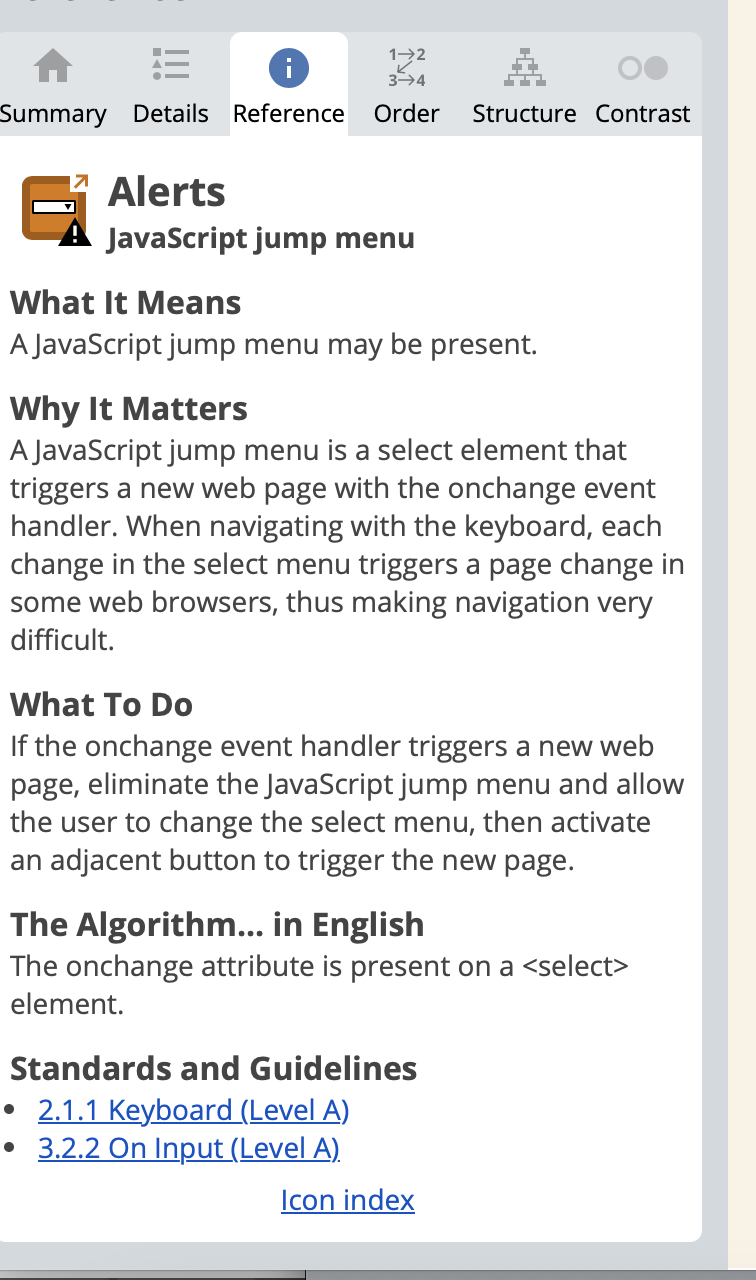 Summary Details Reference Order Structure Contrast
1→2
3→4
Alerts
JavaScript jump menu
What It Means
A JavaScript jump menu may be present.
Why It Matters
A JavaScript jump menu is a select element that
triggers a new web page with the onchange event
handler. When navigating with the keyboard, each
change in the select menu triggers a page change in
some web browsers, thus making navigation very
difficult.
What To Do
If the onchange event handler triggers a new web
page, eliminate the JavaScript jump menu and allow
the user to change the select menu, then activate
an adjacent button to trigger the new page.
The Algorithm... in English
The onchange attribute is present on a <select>
element.
Standards and Guidelines
• 2.1.1 Keyboard (Level A)
• 3.2.2 On Input (Level A)
Icon index